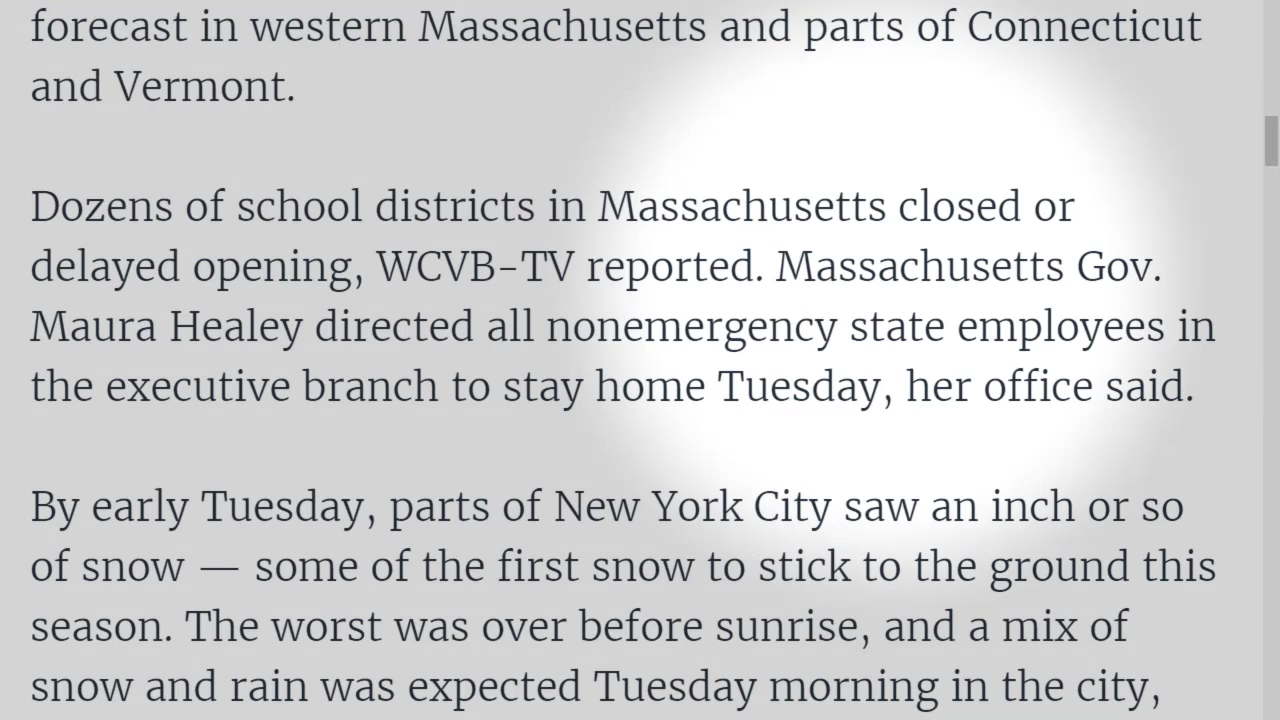 forecast in western Massachusetts and parts of Connecticut
and Vermont.
Dozens of school districts in Massachusetts closed or
delayed opening, WCVB-TV reported. Massachusetts Gov.
Maura Healey directed all nonemergency state employees in
the executive branch to stay home Tuesday, her office said.
By early Tuesday, parts of New York City saw an inch or so
of snow — some of the first snow to stick to the ground this
season. The worst was over before sunrise, and a mix of
snow and rain was expected Tuesday morning in the city,